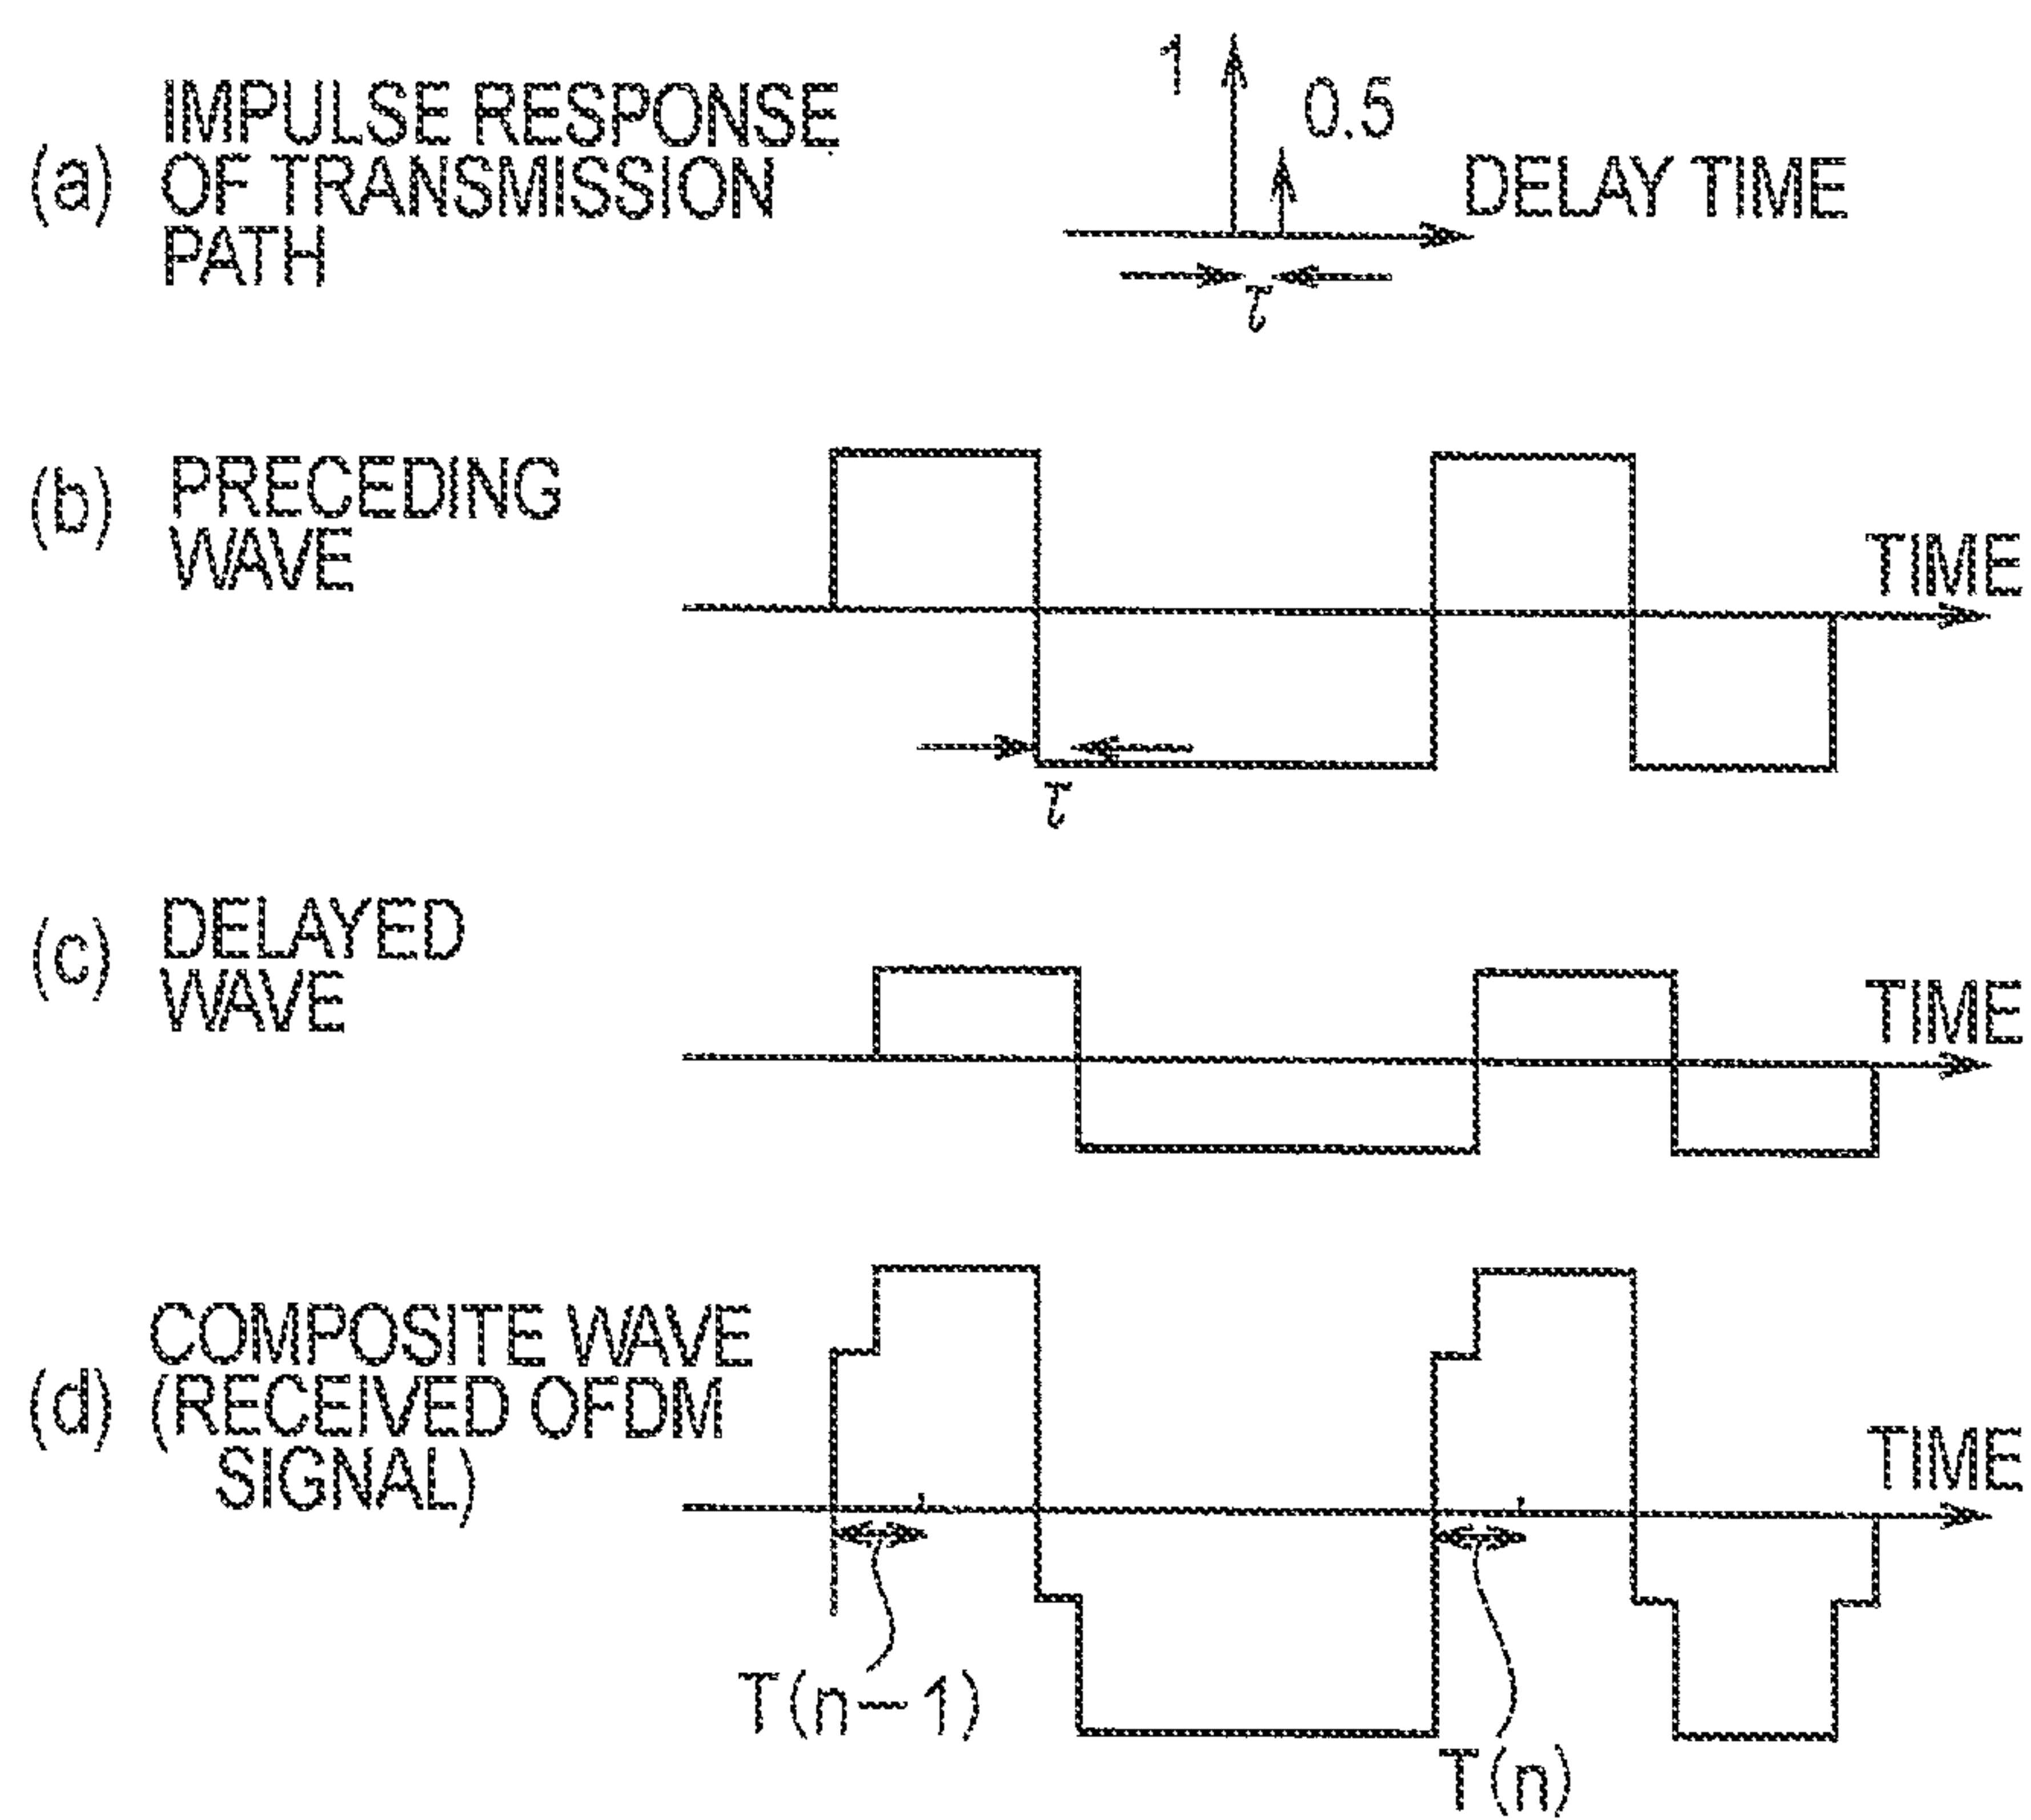 (a) IMPULSE RESPONSE
OF TRANSMISSION
PATH
1
0.5
DELAY TIME
τ
(b) PRECEDING
WAVE
TIME
τ
(c) DELAYED
WAVE
TIME
(d) COMPOSITE WAVE
(RECEIVED OFDM
SIGNAL)
TIME
T(n-1)
T(n)